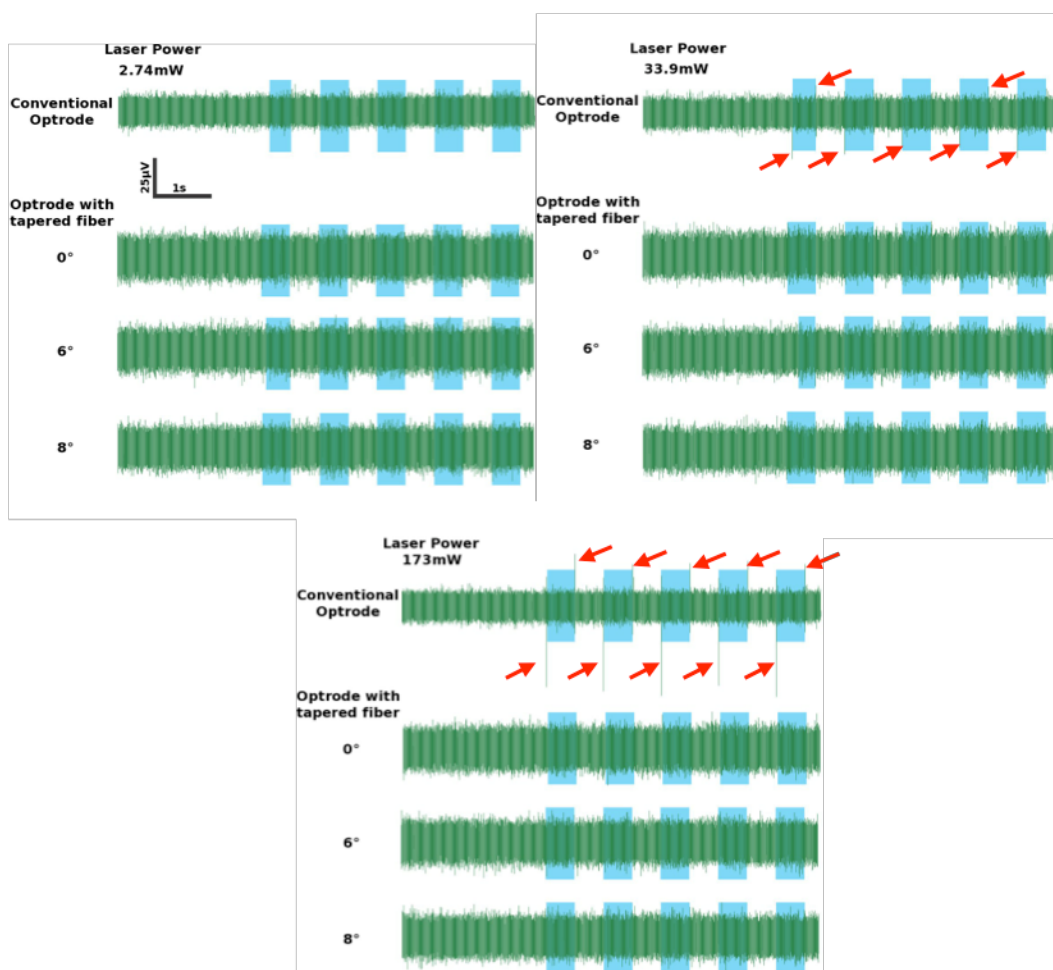 Laser Power
2.74mW
Conventional
Optrode
25µV
1s
Optrode with
tapered fiber
0°
6°
8°
Laser Power
33.9mW
Conventional
Optrode
Optrode with
tapered fiber
0°
6°
8°
Laser Power
173mW
Conventional
Optrode
Optrode with
tapered fiber
0°
6°
8°